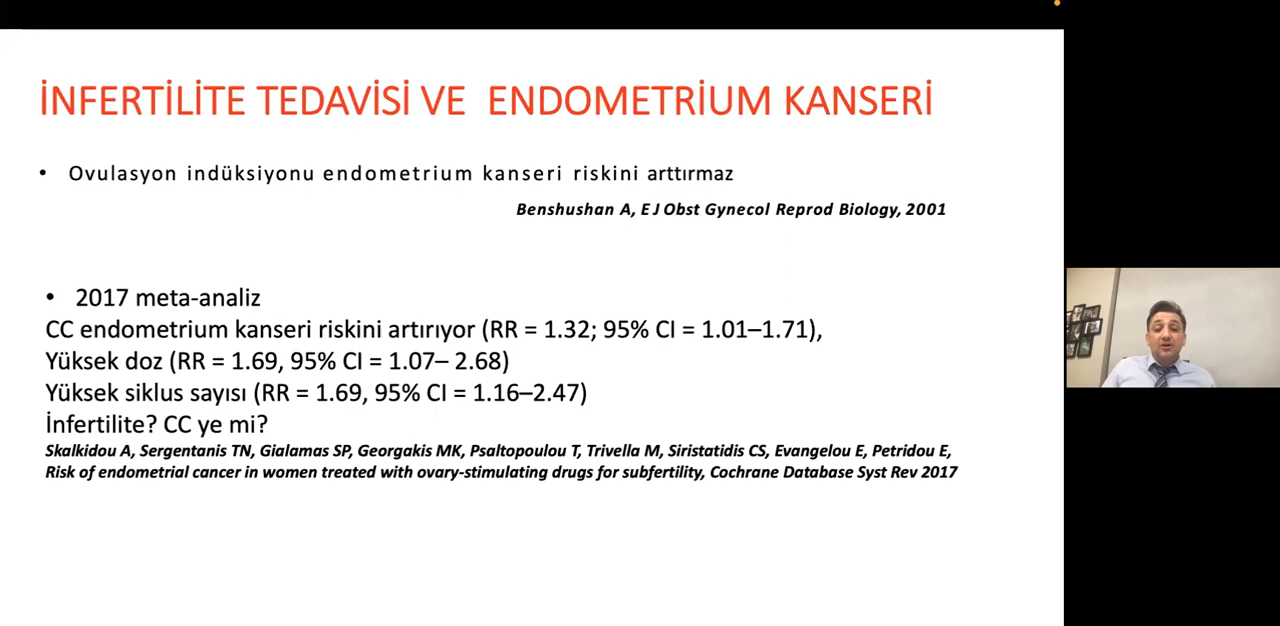 İNFERTİLİTE TEDAVİSİ VE ENDOMETRİUM KANSERİ
• Ovulasyon indüksiyonu endometrium kanseri riskini arttırmaz
Benshushan A, E J Obst Gynecol Reprod Biology, 2001
• 2017 meta-analiz
CC endometrium kanseri riskini artırıyor (RR = 1.32; 95% CI = 1.01–1.71),
Yüksek doz (RR = 1.69, 95% CI = 1.07– 2.68)
Yüksek siklus sayısı (RR = 1.69, 95% CI = 1.16–2.47)
İnfertilite? CC ye mi?
Skalkidou A, Sergentanis TN, Gialamas SP, Georgakis MK, Psaltopoulou T, Trivella M, Siristatidis CS, Evangelou E, Petridou E,
Risk of endometrial cancer in women treated with ovary-stimulating drugs for subfertility, Cochrane Database Syst Rev 2017